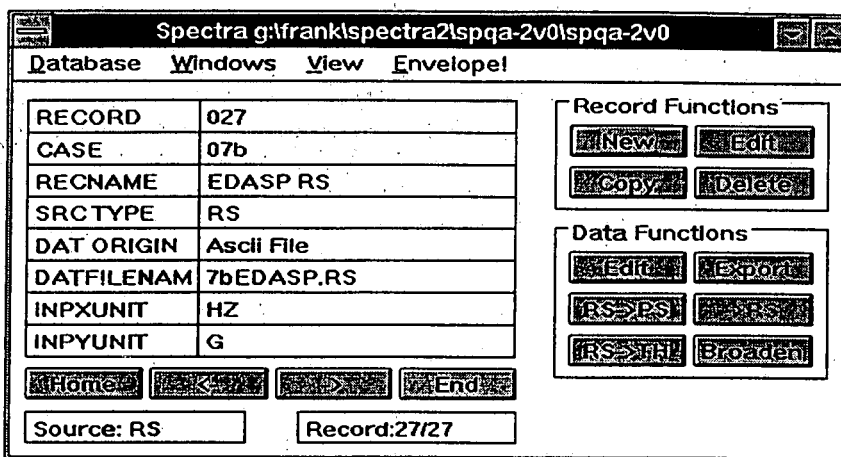 Spectra g:\frank\spectra2\spqa-2v0\spqa-2v0
Database Windows View Envelope!
RECORD 027
CASE 07b
RECNAME EDASP RS
SRCTYPE RS
DAT ORIGIN Ascii File
DATFILENAM 7bEDASP.RS
INPXUNIT HZ
INPYUNIT G
Home < > End
Source: RS Record:27/27
Record Functions
New Edit
Copy Delete
Data Functions
Edit Export
RS=>PS =>RS
RS=>TH Broaden